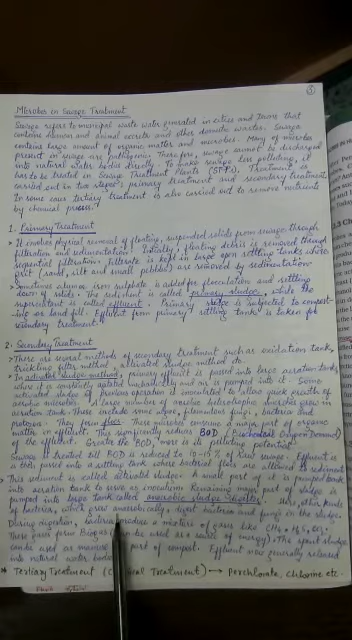 5
Microbes in Sewage Treatment
Sewage refers to municipal waste water generated in cities and towns that
contains human and animal excreta and other domestic wastes. Sewage
contains large amount of organic matter and microbes. Many of microbes
present in sewage are pathogenic. Therefore, sewage cannot be discharged
into natural water bodies directly. To make sewage less polluting, it
has to be treated in Sewage Treatment Plants (STPs). Treatment is
carried out in two steps: primary treatment and secondary treatment.
In some cases tertiary treatment is also carried out to remove nutrients
by chemical process.
1. Primary Treatment
> It involves physical removal of floating, suspended solids from sewage through
filtration and sedimentation. Initially, floating debris is removed through
sequential filtration. Filtrate is kept in large open settling tanks where
grit (sand, silt and small pebbles) are removed by sedimentation.
> Sometimes alum or iron sulphate is added for flocculation and settling
down of solids. The sediment is called primary sludge, while the
supernatant is called effluent. Primary sludge is subjected to compost-
ing or land fill. Effluent from primary settling tank is taken for
secondary treatment.
2. Secondary Treatment
> There are several methods of secondary treatment such as oxidation tank,
trickling filter method, activated sludge method etc.
> In activated sludge method, primary effluent is passed into large aeration tanks
where it is constantly agitated mechanically and air is pumped into it. Some
activated sludge of previous operation is
aerobic microbes. Large number of aerobic heterotrophic microbes grow in
aeration tank. These include some algae, filamentous fungi, bacteria and
protozoa. They form flocs. These microbes consume a major part of organic
matter in effluent. This significantly reduces BOD (Biochemical Oxygen Demand)
of the effluent. Greater the BOD, more is its polluting potential.
Sewage is treated till BOD is reduced to 10-15% of raw sewage. Effluent is
then passed into a settling tank where bacterial flocs are allowed to sediment
> This sediment is called activated sludge. A small part of it is pumped back
into aeration tank to serve as inoculum. Remaining major part of sludge is
pumped into large tank called anaerobic sludge digester. Here, other kinds
of bacteria, which grow anaerobically, digest bacteria and fungi in the sludge.
During digestion, bacteria produce a mixture of gases like CH4, H2S, CO2.
These gases form Biogas (can be used as a source of energy). The spent sludge
can be used as manure part of compost. Effluent now generally released
into natural water bodies
* Tertiary Treatment ( Treatment) → Perchlorate, Chlorine etc.